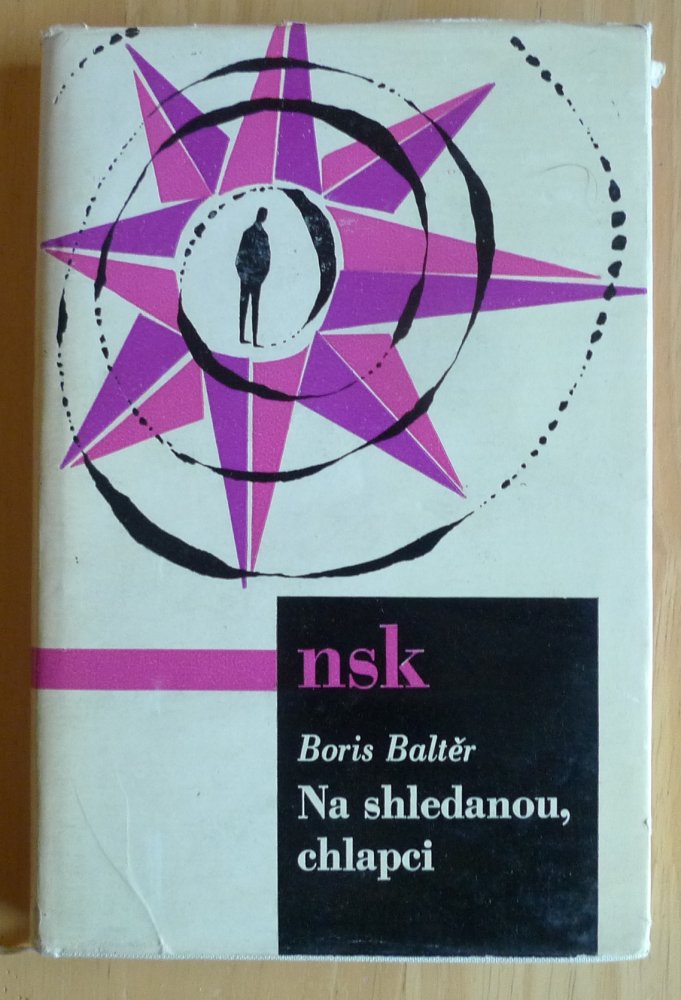 nsk
Boris Baltěr
Na shledanou,
chlapci